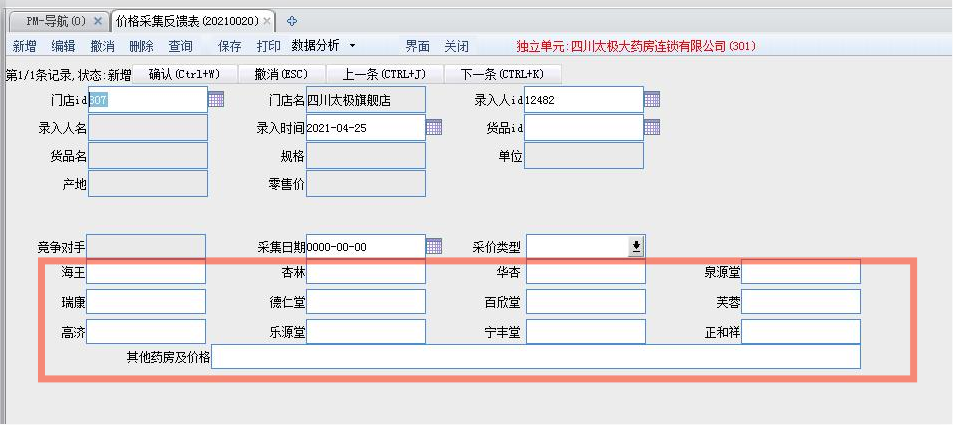 PM-导航(0) 价格采集反馈表(20210020)
新增 编辑 撤消 删除 查询 保存 打印 数据分析 界面 关闭 独立单元:四川太极大药房连锁有限公司(301)
第1/1条记录,状态:新增 确认(Ctrl+W) 撤消(ESC) 上一条(CTRL+J) 下一条(CTRL+K)
门店id 307 门店名 四川太极旗舰店 录入人id 12482
录入人名 录入时间 2021-04-25 货品id
货品名 规格 单位
产地 零售价
竞争对手 采集日期 0000-00-00 采价类型
海王 杏林 华杏 泉源堂
瑞康 德仁堂 百欣堂 芙蓉
高济 乐源堂 宁丰堂 正和祥
其他药房及价格